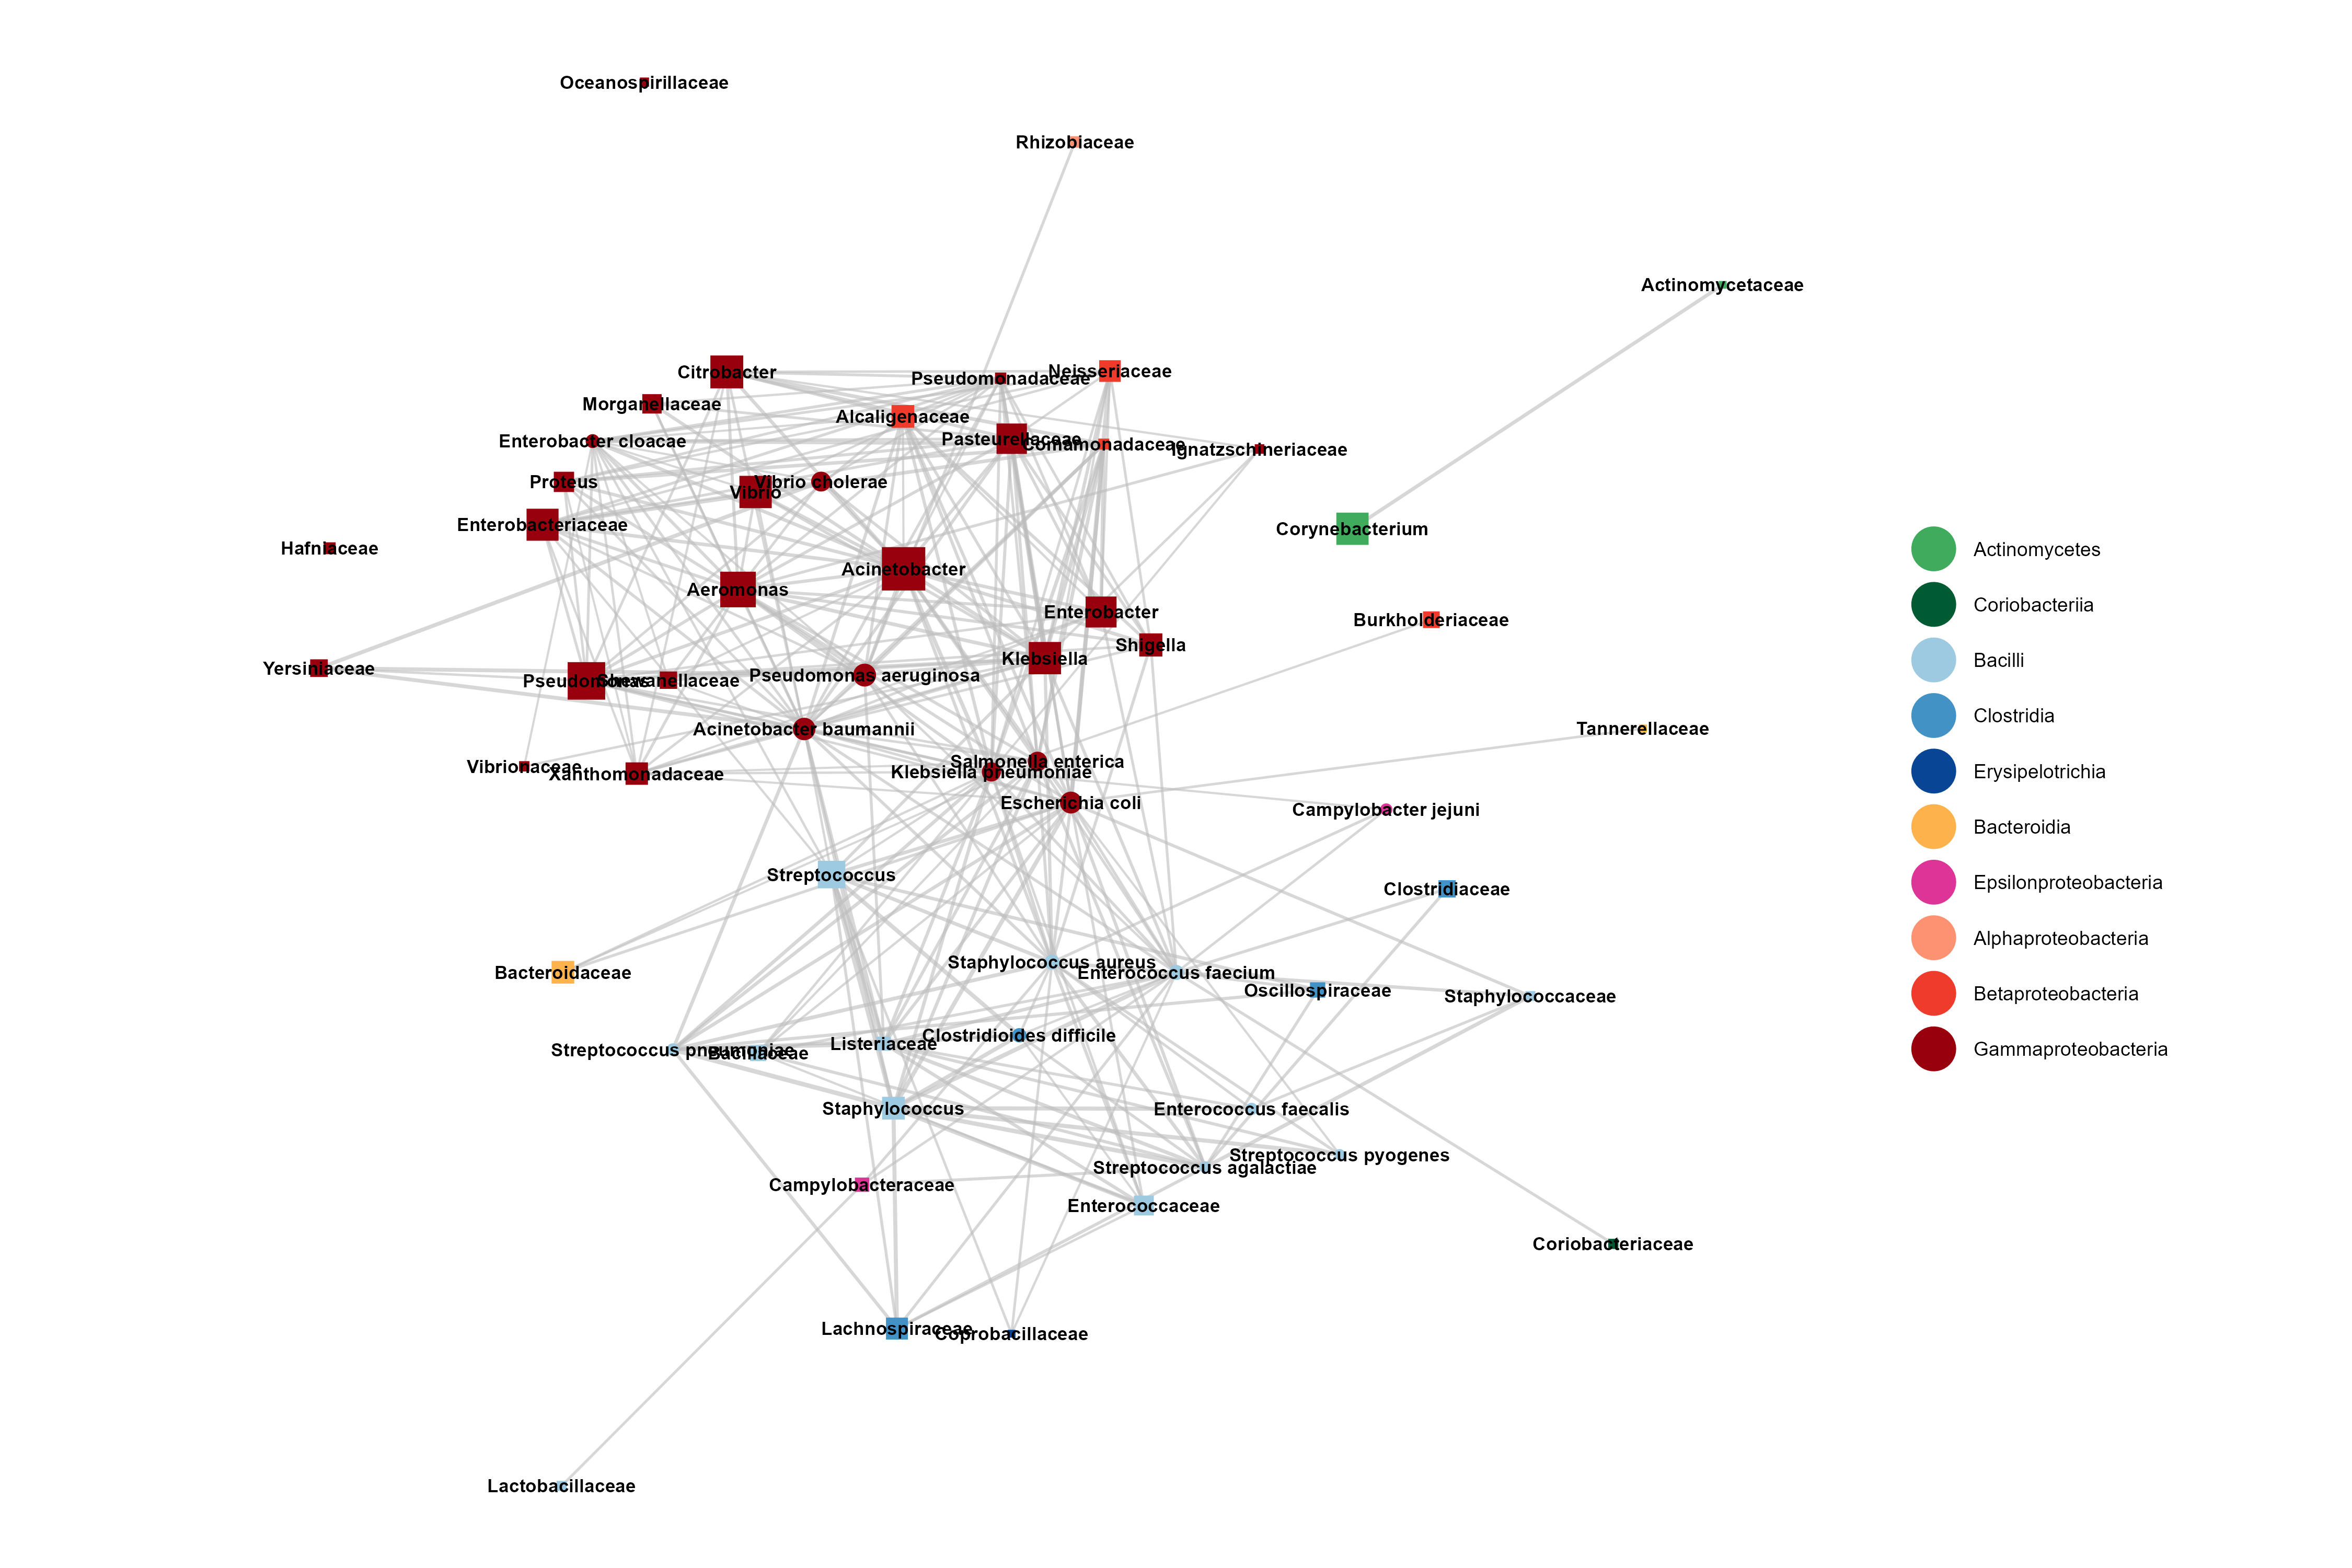 Oceanospirillaceae
Rhizobiaceae
Actinomycetaceae
Citrobacter
Pseudomonadaceae
Neisseriaceae
Morganellaceae
Alcaligenaceae
Enterobacter cloacae
Pasteurellaceae
Comamonadaceae
Ignatzschineriaceae
Proteus
Vibrio cholerae
Vibrio
Enterobacteriaceae
Corynebacterium
Hafniaceae
Acinetobacter
Aeromonas
Enterobacter
Burkholderiaceae
Shigella
Klebsiella
Yersiniaceae
Pseudomonas
Shewanellaceae
Pseudomonas aeruginosa
Acinetobacter baumannii
Tannerellaceae
Vibrionaceae
Xanthomonadaceae
Salmonella enterica
Klebsiella pneumoniae
Escherichia coli
Campylobacter jejuni
Streptococcus
Clostridiaceae
Staphylococcus aureus
Bacteroidaceae
Enterococcus faecium
Oscillospiraceae
Staphylococcaceae
Clostridioides difficile
Listeriaceae
Streptococcus pneumoniae
Bacillaceae
Staphylococcus
Enterococcus faecalis
Streptococcus pyogenes
Streptococcus agalactiae
Campylobacteraceae
Enterococcaceae
Coriobacteriaceae
Lachnospiraceae
Coprobacillaceae
Lactobacillaceae
Actinomycetes
Coriobacteriia
Bacilli
Clostridia
Erysipelotrichia
Bacteroidia
Epsilonproteobacteria
Alphaproteobacteria
Betaproteobacteria
Gammaproteobacteria